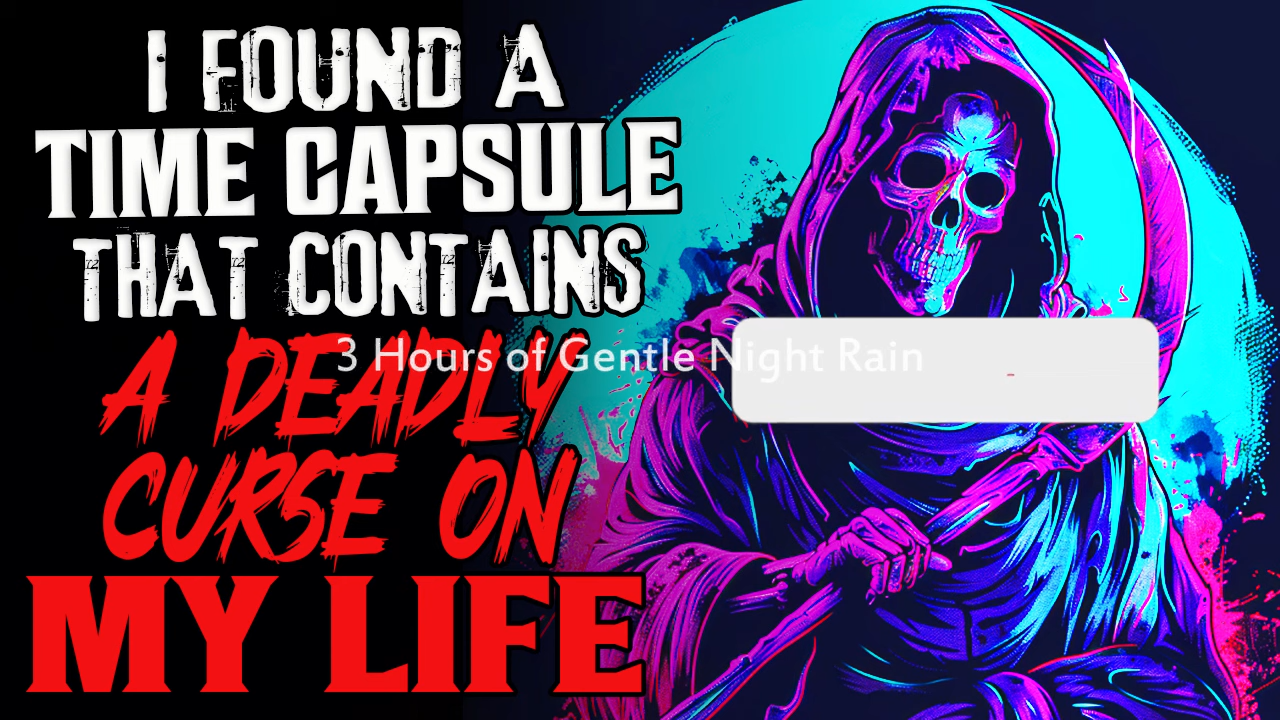 I FOUND A
TIME CAPSULE
THAT CONTAINS
A DEADLY
3 Hours of Gentle Night Rain
CURSE ON
MY LIFE